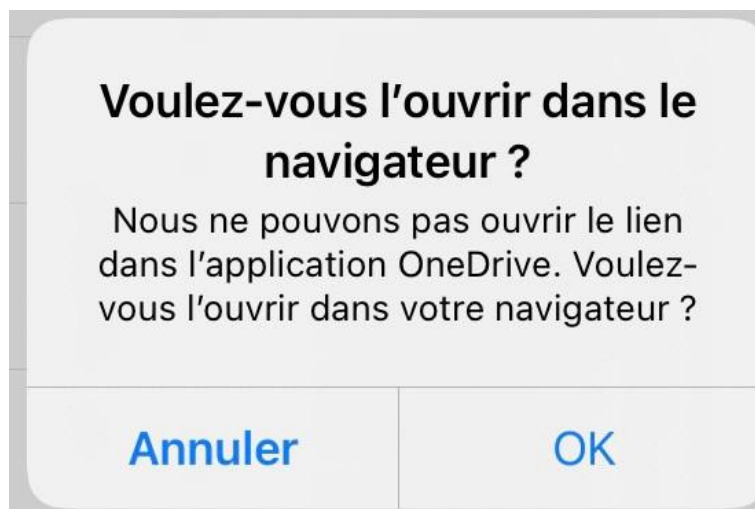 Voulez-vous l’ouvrir dans le
navigateur ?
Nous ne pouvons pas ouvrir le lien
dans l’application OneDrive. Voulez-
vous l’ouvrir dans votre navigateur ?
Annuler
OK